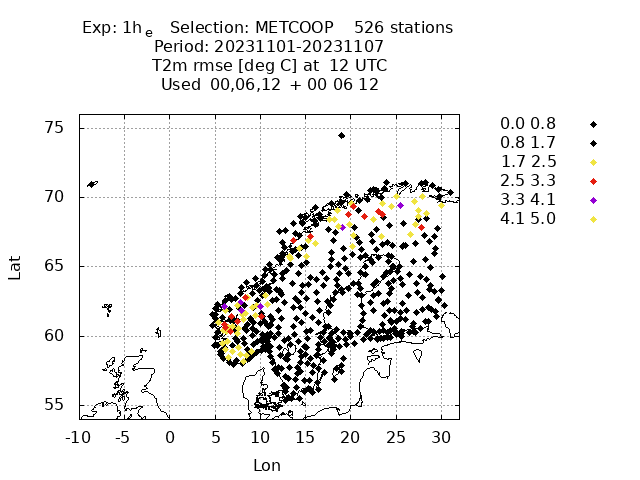 Exp: 1h e Selection: METCOOP 526 stations
Period: 20231101-20231107
T2m rmse [deg C] at 12 UTC
Used 00,06,12 + 00 06 12
0.0 0.8
0.8 1.7
1.7 2.5
2.5 3.3
3.3 4.1
4.1 5.0
75
70
65
60
55
Lat
-10 -5 0 5 10 15 20 25 30
Lon